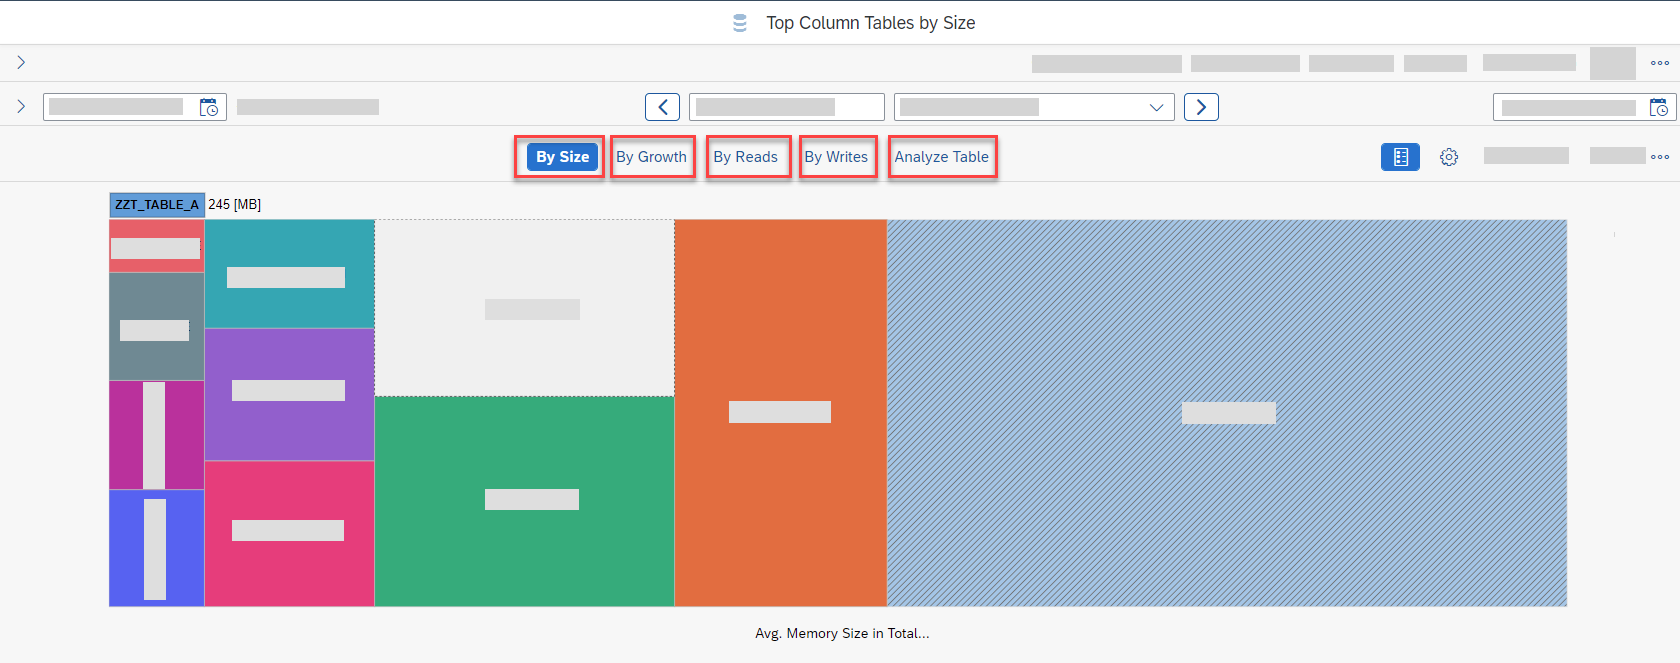 Top Column Tables by Size
By Size By Growth By Reads By Writes Analyze Table
ZZT_TABLE_A 245 [MB]
Avg. Memory Size in Total...